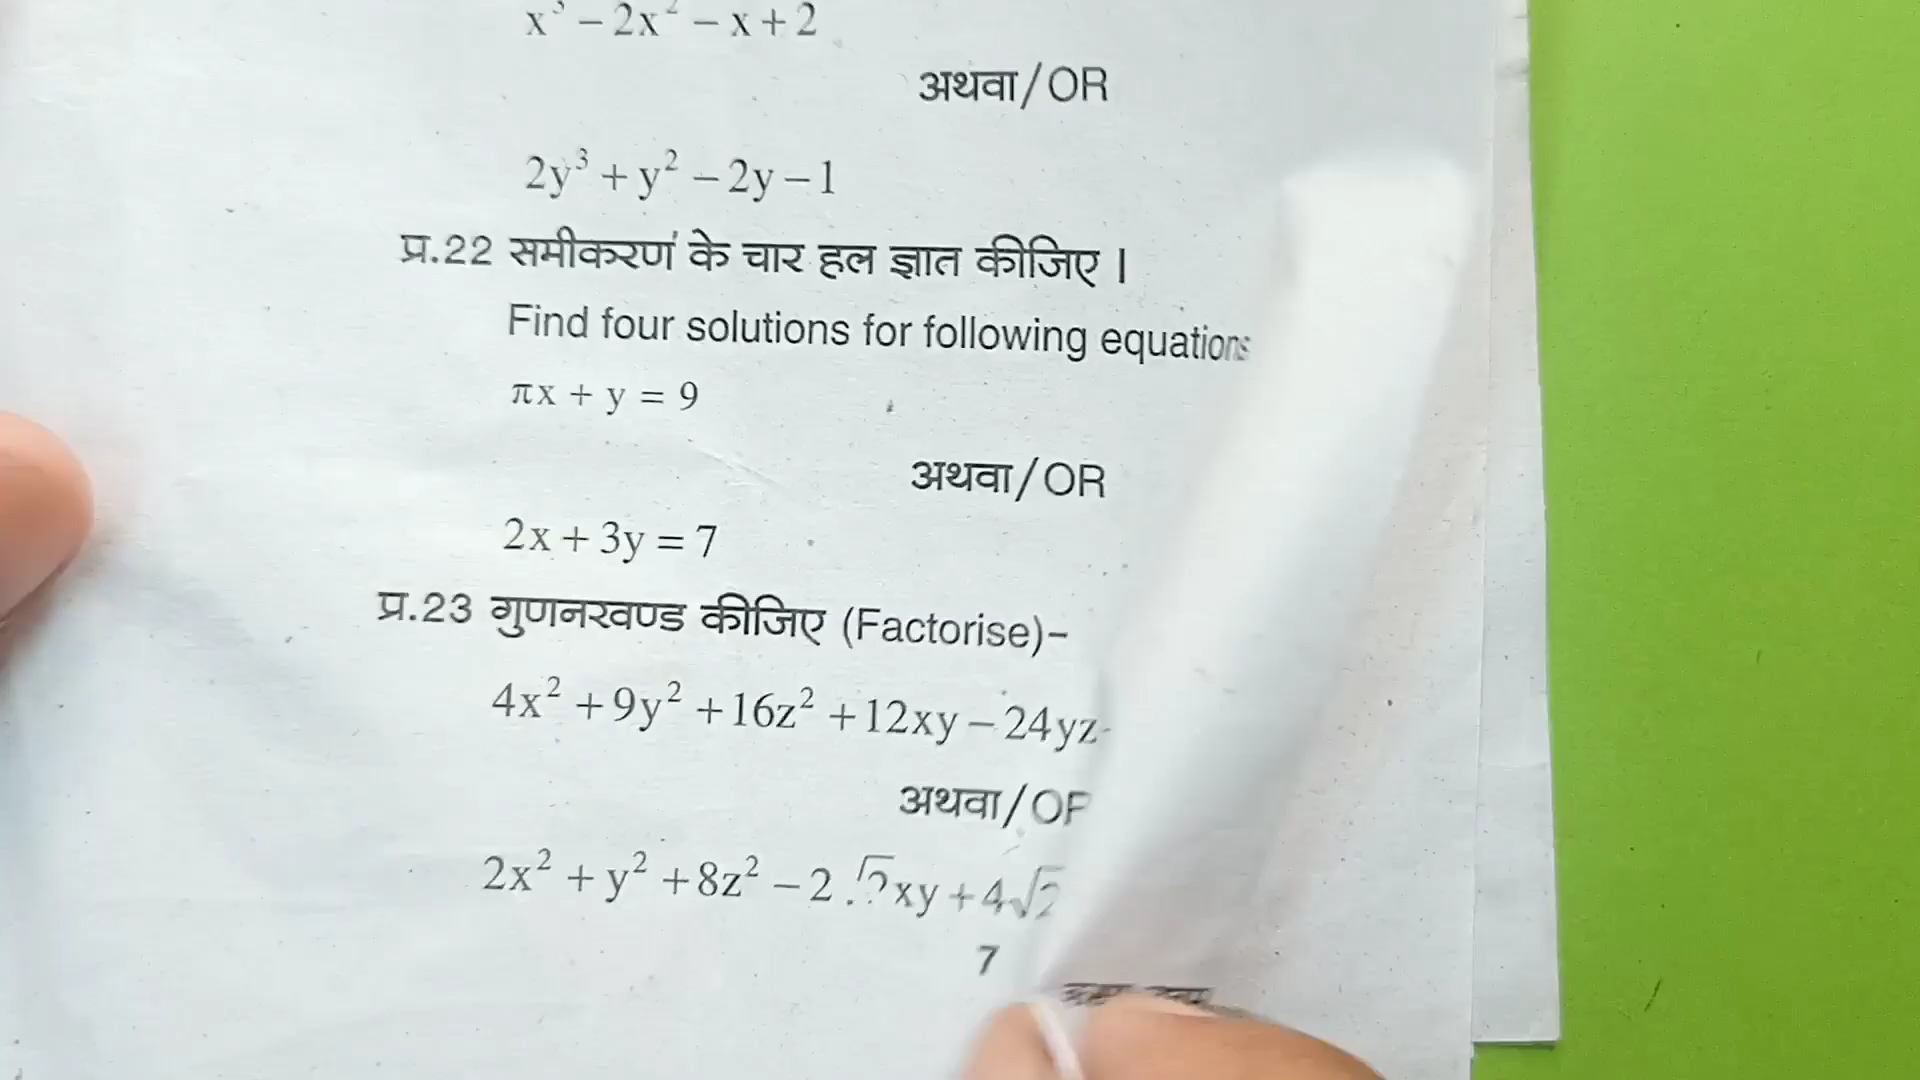 x³ – 2x² – x + 2
अथवा/OR
2y³ + y² – 2y – 1
प्र.22 समीकरण के चार हल ज्ञात कीजिए ।
Find four solutions for following equations
πx + y = 9
अथवा/OR
2x + 3y = 7
प्र.23 गुणनखण्ड कीजिए (Factorise)–
4x² + 9y² + 16z² + 12xy – 24yz-
अथवा/OR
2x² + y² + 8z² – 2√2xy + 4√2
7